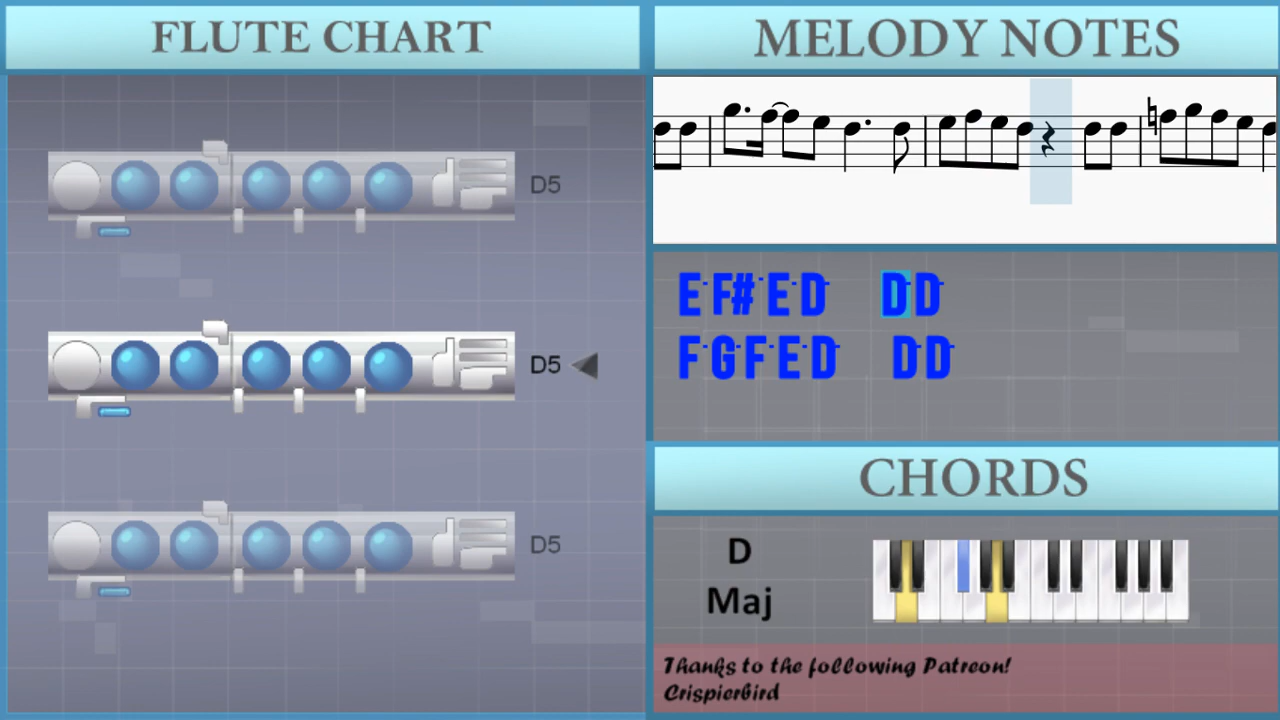 FLUTE CHART
D5
D5
D5
MELODY NOTES
E F# E D D D
F G F E D D D
CHORDS
D
Maj
Thanks to the following Patreon!
Crispierbird